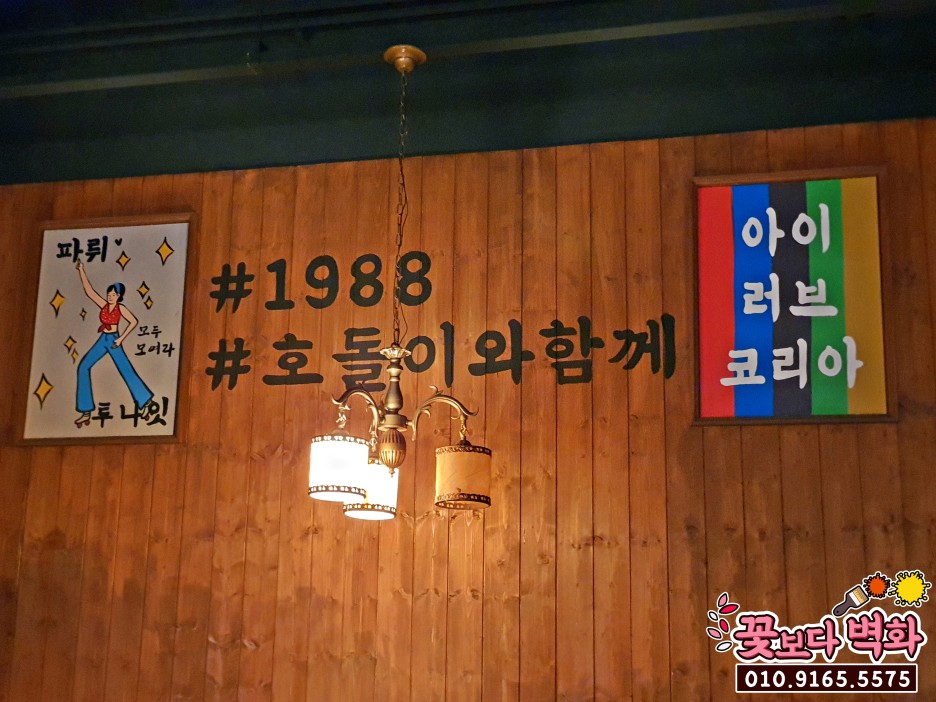 파뤼
모두
모여라
투나잇
#1988
#호돌이와함께
아이
러브
코리아
꽃보다 벽화
010.9165.5575